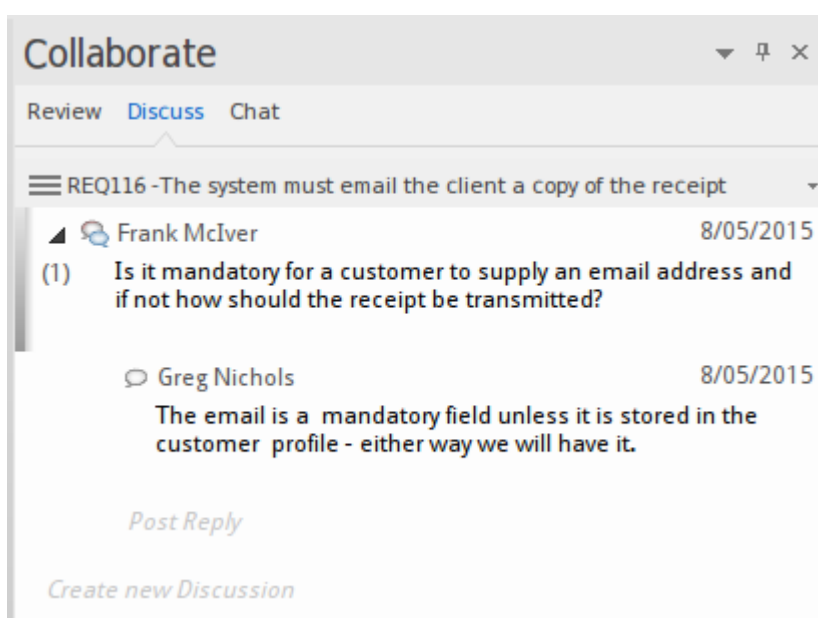 Collaborate
Review Discuss Chat
REQ116 -The system must email the client a copy of the receipt
Frank McIver 8/05/2015
(1) Is it mandatory for a customer to supply an email address and
if not how should the receipt be transmitted?
Greg Nichols 8/05/2015
The email is a mandatory field unless it is stored in the
customer profile - either way we will have it.
Post Reply
Create new Discussion